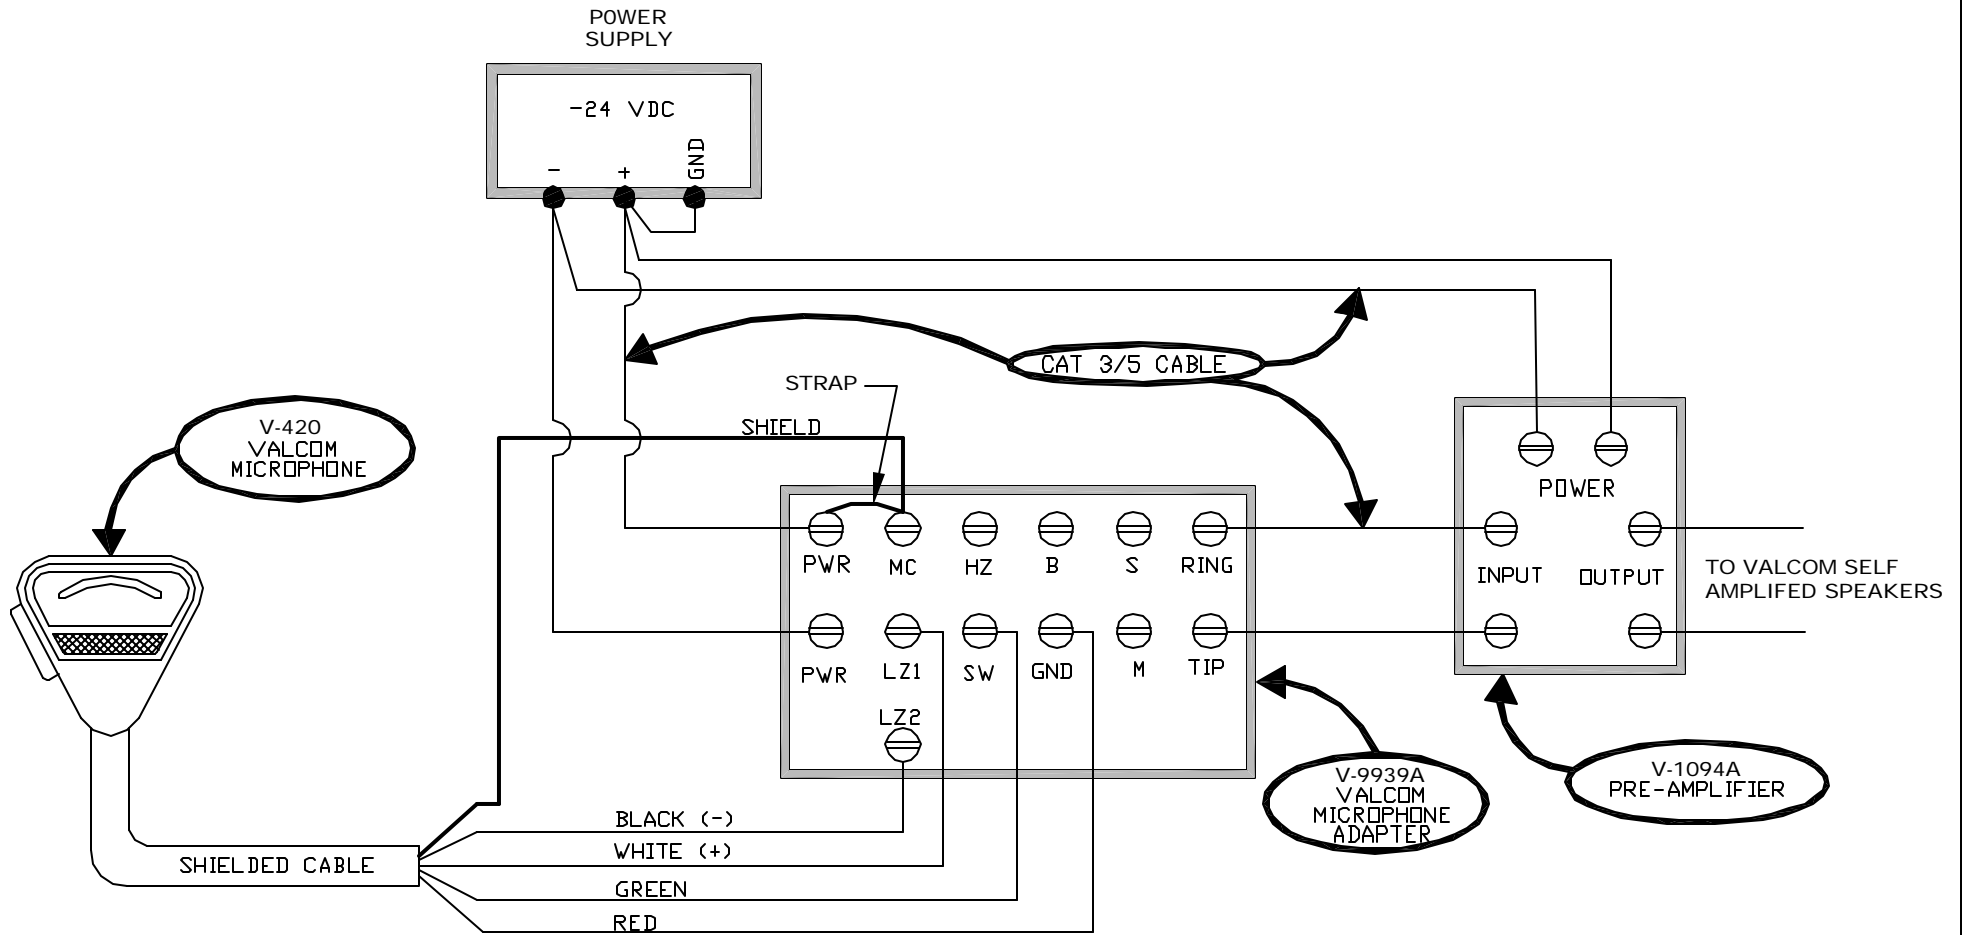 POWER
SUPPLY
-24 VDC
-
+
GND
CAT 3/5 CABLE
STRAP
SHIELD
V-420
VALCOM
MICROPHONE
POWER
PWR
MC
HZ
B
S
RING
INPUT
OUTPUT
TO VALCOM SELF
AMPLIFED SPEAKERS
PWR
LZ1
SW
GND
M
TIP
LZ2
V-9939A
VALCOM
MICROPHONE
ADAPTER
V-1094A
PRE-AMPLIFIER
BLACK (-)
WHITE (+)
SHIELDED CABLE
GREEN
RED